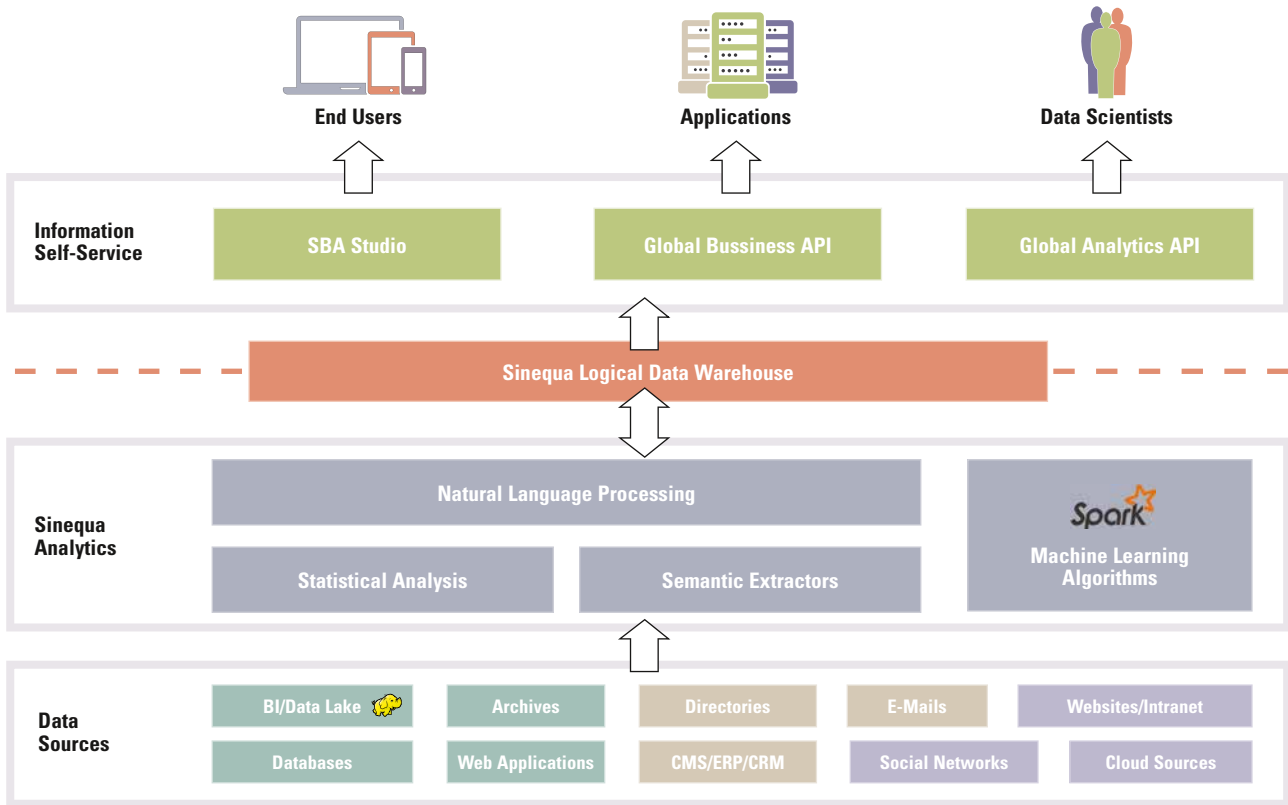 End Users
Applications
Data Scientists
Information
Self-Service
SBA Studio
Global Bussiness API
Global Analytics API
Sinequa Logical Data Warehouse
Sinequa
Analytics
Natural Language Processing
Statistical Analysis
Semantic Extractors
Spark
Machine Learning
Algorithms
Data
Sources
BI/Data Lake
Archives
Directories
E-Mails
Websites/Intranet
Databases
Web Applications
CMS/ERP/CRM
Social Networks
Cloud Sources